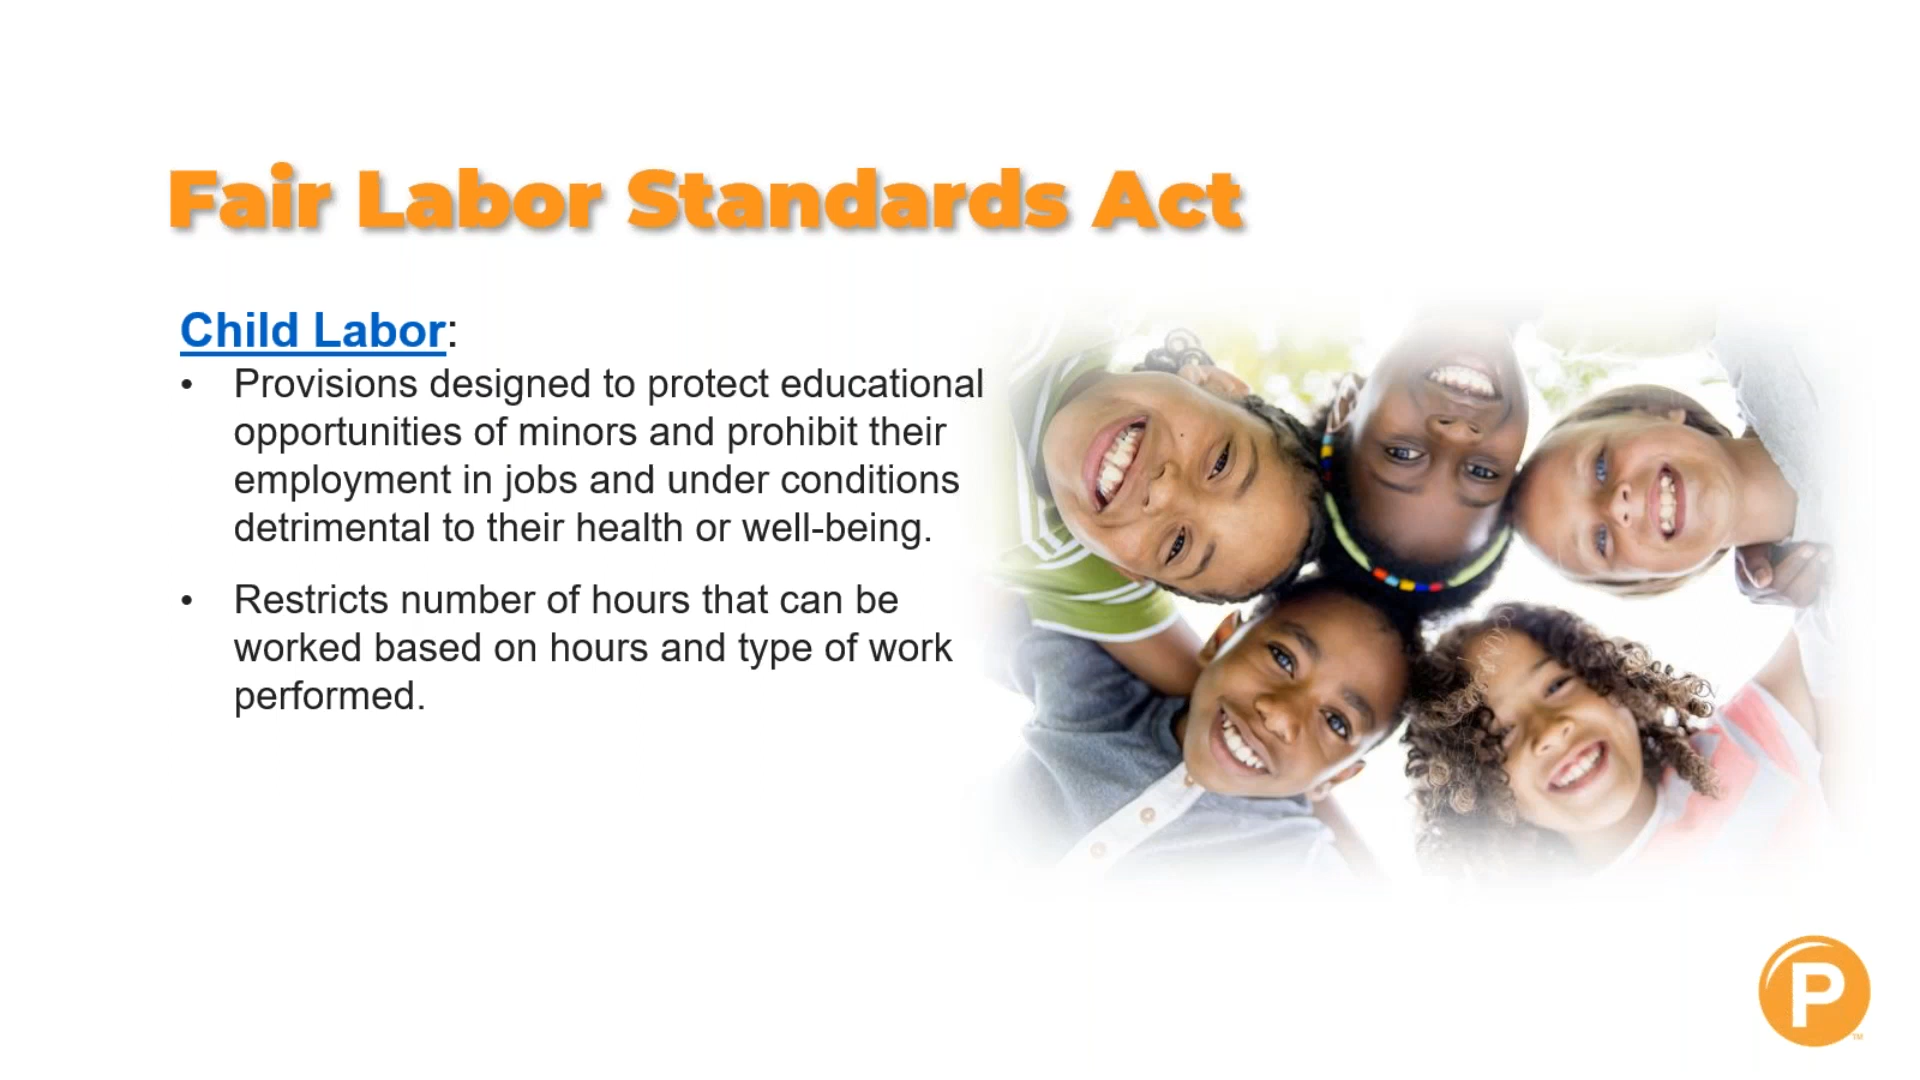 Fair Labor Standards Act
Child Labor:
• Provisions designed to protect educational
opportunities of minors and prohibit their
employment in jobs and under conditions
detrimental to their health or well-being.
• Restricts number of hours that can be
worked based on hours and type of work
performed.
P
TM